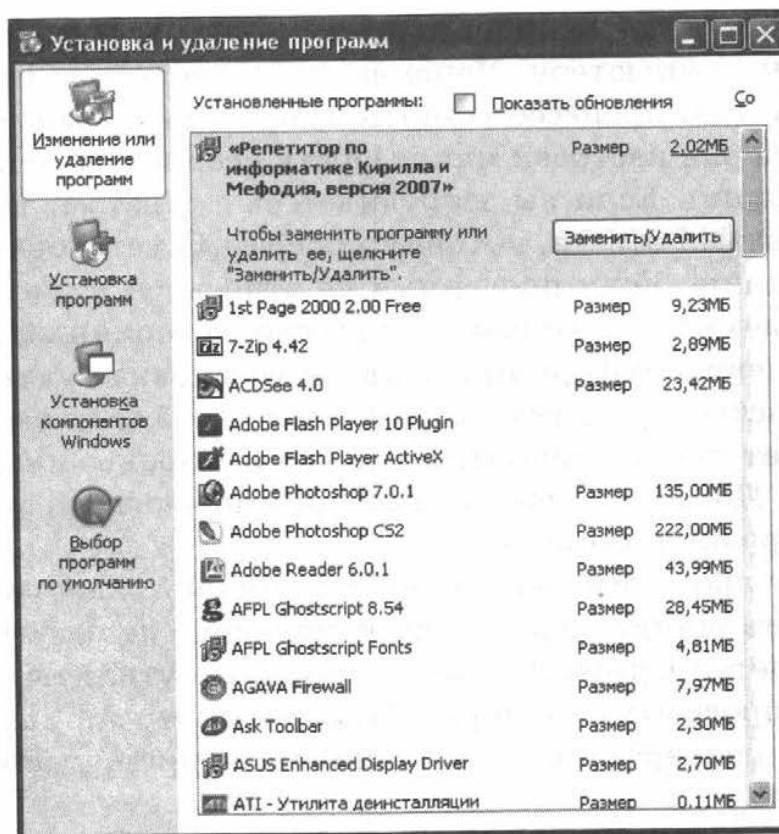 Установка и удаление программ
Изменение или
удаление
программ
Установка
программ
Установка
компонентов
Windows
Выбор
программ
по умолчанию
Установленные программы: Показать обновления Со
«Репетитор по Размер 2,02МБ
информатике Кирилла и
Мефодия, версия 2007»
Чтобы заменить программу или
удалить ее, щелкните
"Заменить/Удалить".
Заменить/Удалить
1st Page 2000 2.00 Free Размер 9,23МБ
7-Zip 4.42 Размер 2,89МБ
ACDSee 4.0 Размер 23,42МБ
Adobe Flash Player 10 Plugin
Adobe Flash Player ActiveX
Adobe Photoshop 7.0.1 Размер 135,00МБ
Adobe Photoshop CS2 Размер 222,00МБ
Adobe Reader 6.0.1 Размер 43,99МБ
AFPL Ghostscript 8.54 Размер 28,45МБ
AFPL Ghostscript Fonts Размер 4,81МБ
AGAVA Firewall Размер 7,97МБ
Ask Toolbar Размер 2,30МБ
ASUS Enhanced Display Driver Размер 2,70МБ
ATI - Утилита деинсталляции Размер 0,11МБ